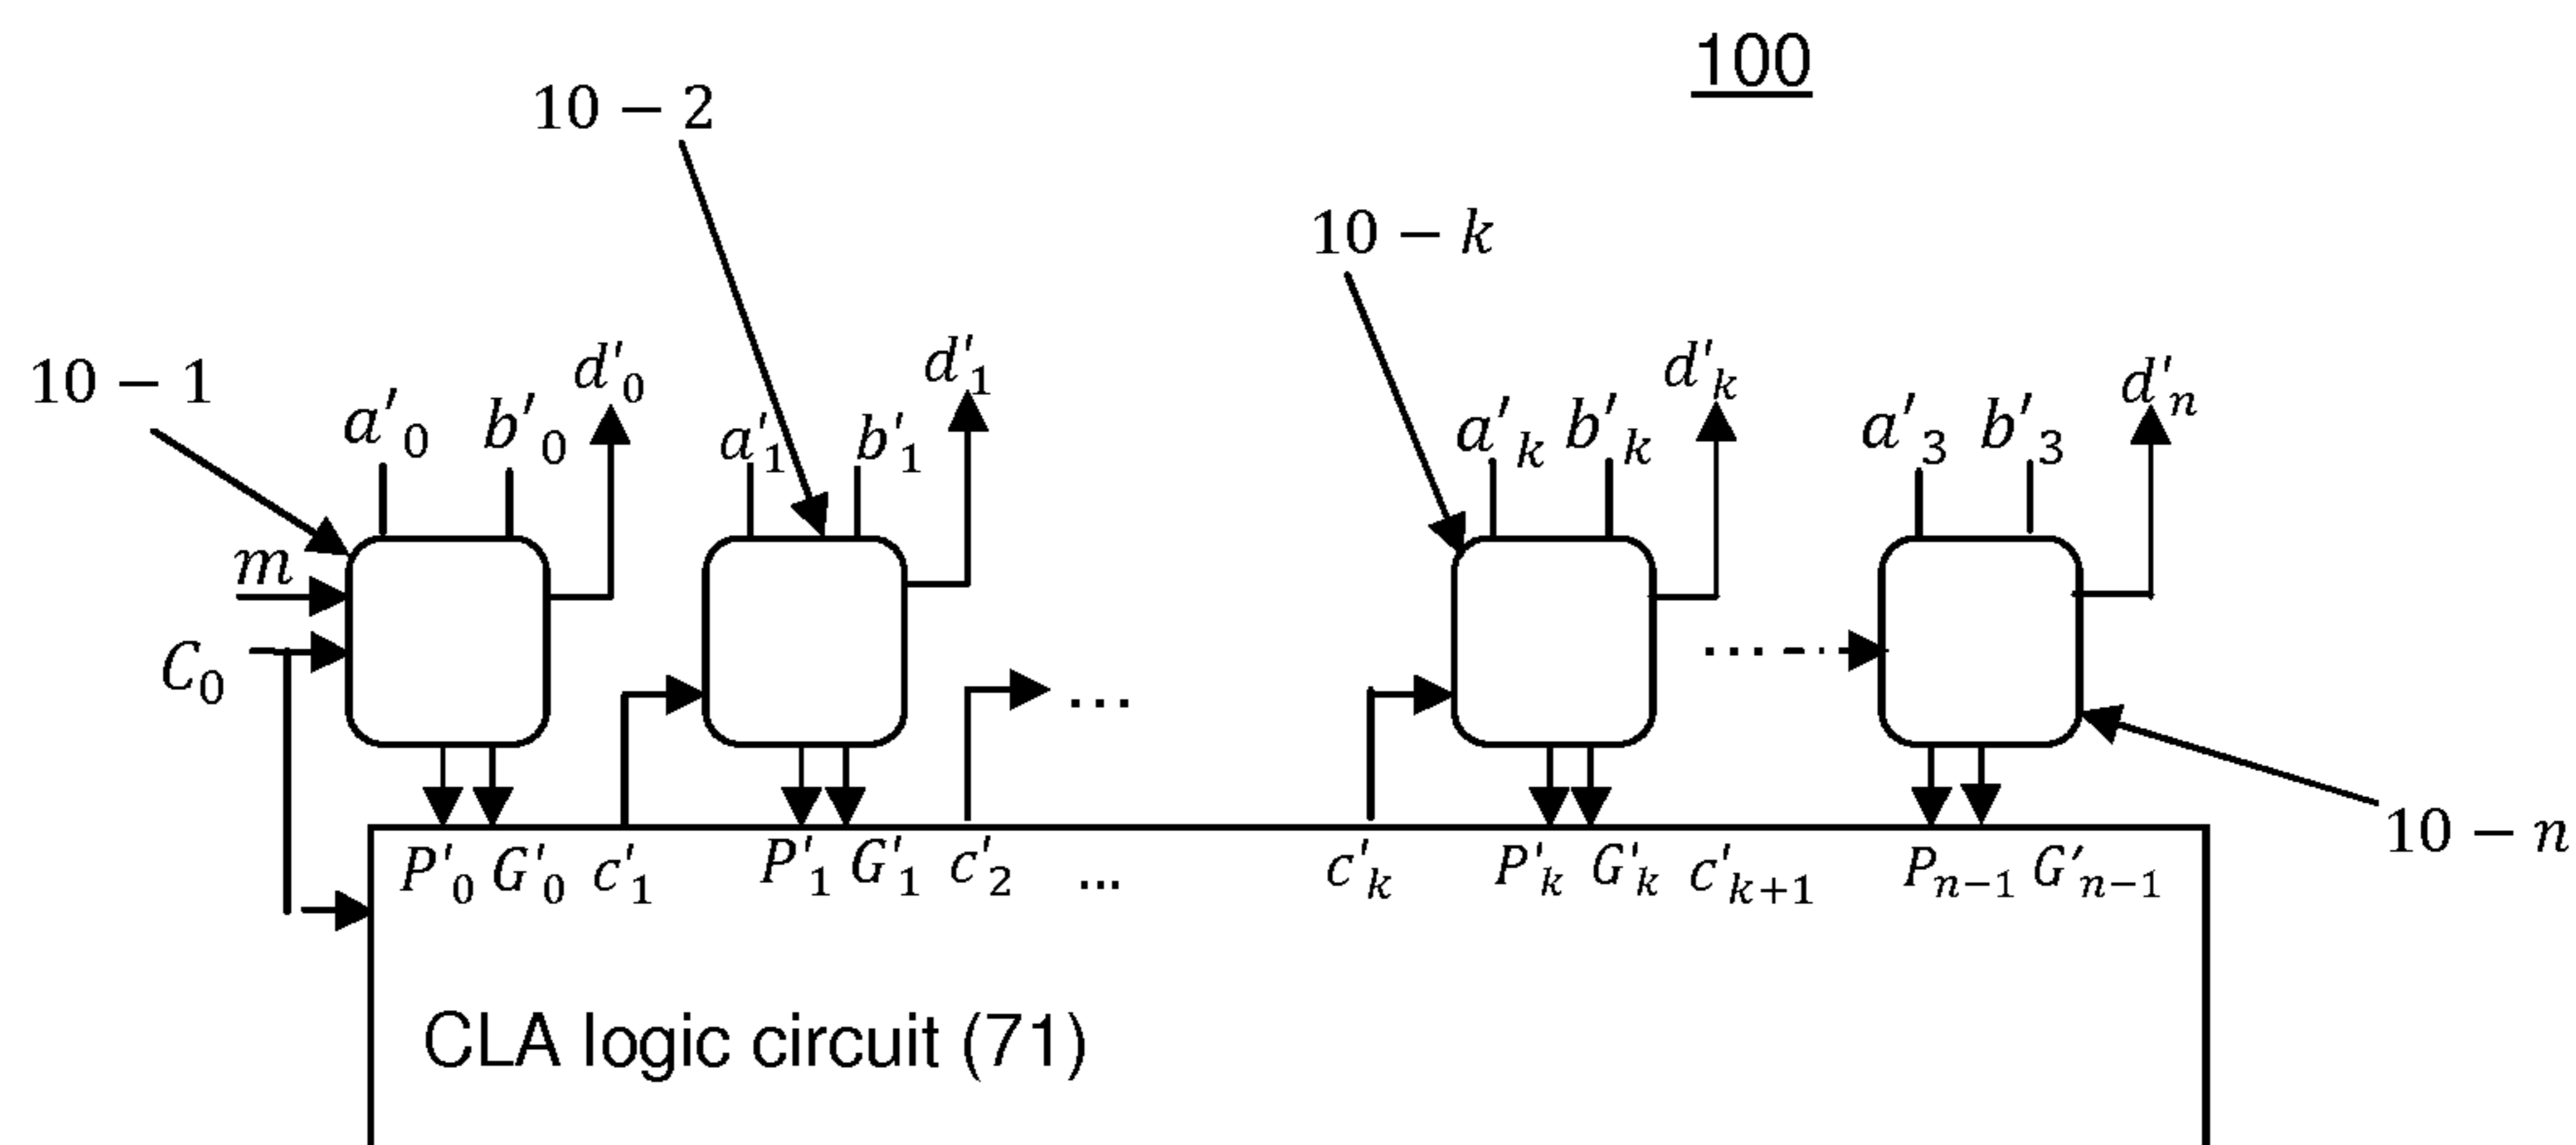 100
10 − 2
10 − k
10 − 1
a′₀ b′₀ d′₀
a′₁ b′₁ d′₁
a′ₖ b′ₖ d′ₖ
a′₃ b′₃ d′ₙ
m
C₀
...
.....
10 − n
P′₀ G′₀ c′₁ P′₁ G′₁ c′₂ ... c′ₖ P′ₖ G′ₖ c′ₖ₊₁ Pₙ₋₁ G′ₙ₋₁
CLA logic circuit (71)